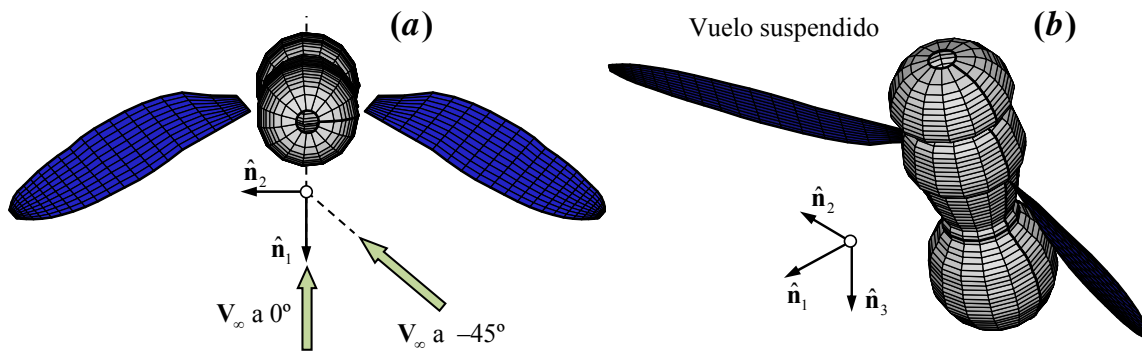 (a)
n̂₂
n̂₁
V∞ a 0º
V∞ a –45º
Vuelo suspendido
(b)
n̂₂
n̂₁
n̂₃